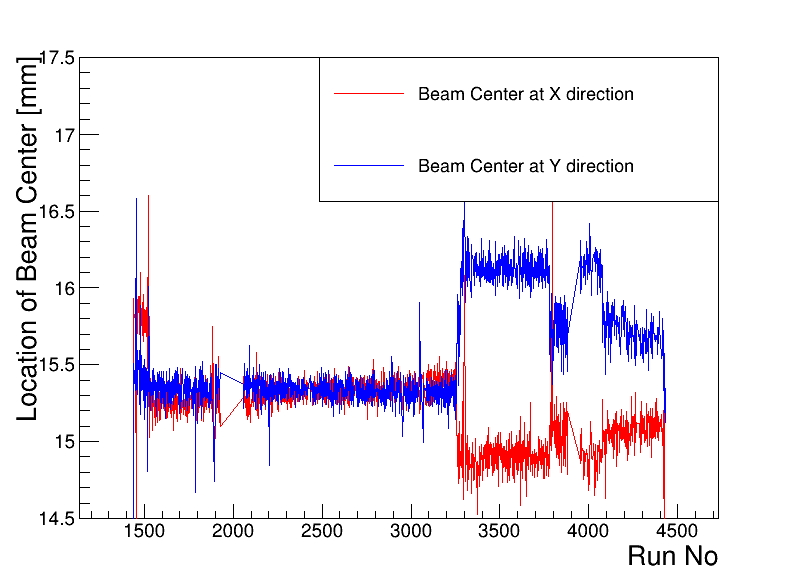 Location of Beam Center [mm]
17.5
17
16.5
16
15.5
15
14.5
Beam Center at X direction
Beam Center at Y direction
1500 2000 2500 3000 3500 4000 4500
Run No